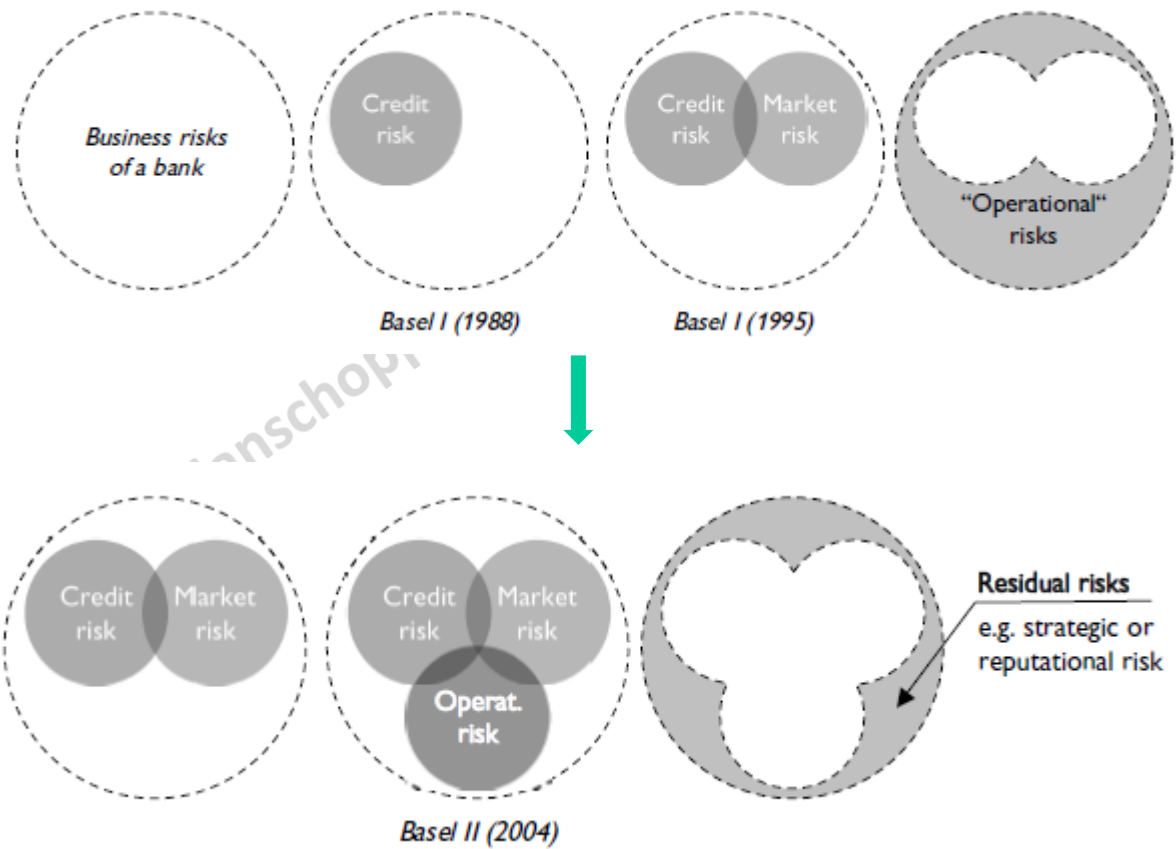 Business risks
of a bank
Credit
risk
Credit
risk
Market
risk
“Operational“
risks
Basel I (1988)
Basel I (1995)
Credit
risk
Market
risk
Credit
risk
Market
risk
Operat.
risk
Residual risks
e.g. strategic or
reputational risk
Basel II (2004)